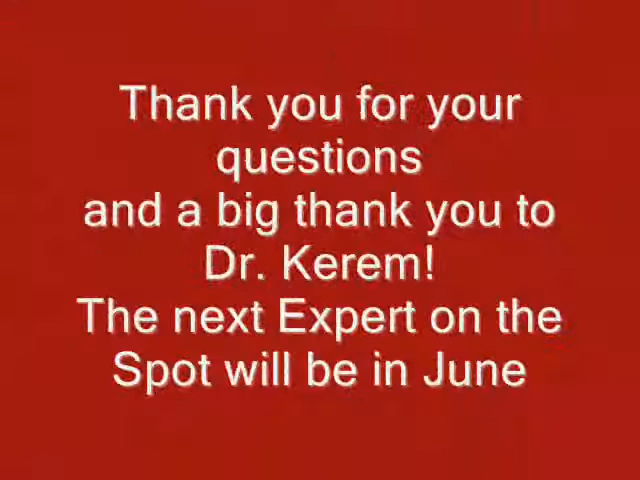 Thank you for your
questions
and a big thank you to
Dr. Kerem!
The next Expert on the
Spot will be in June